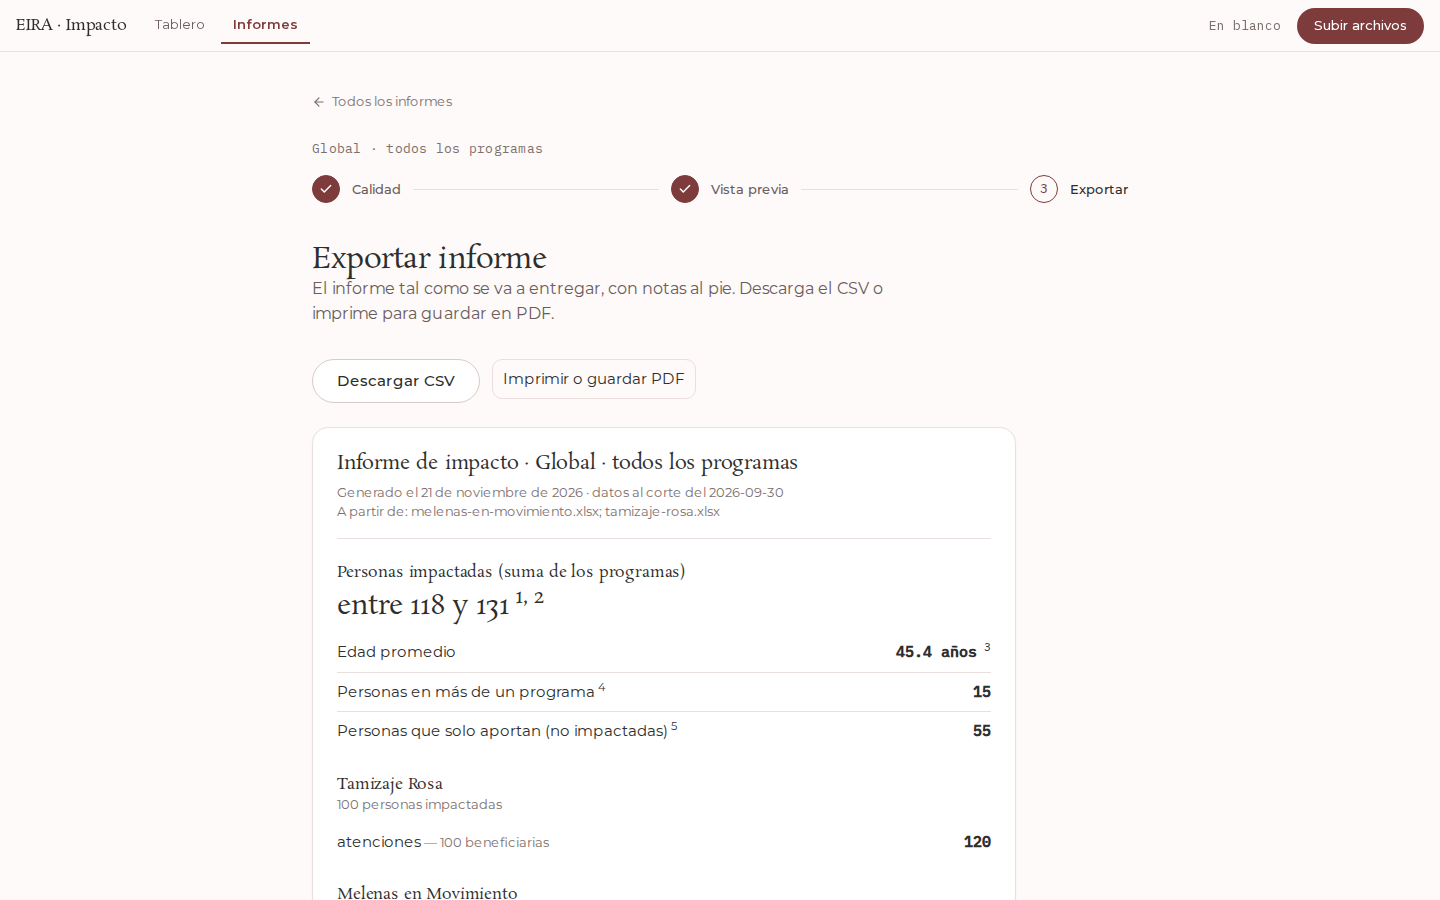 EIRA · Impacto
Tablero
Informes
En blanco
Subir archivos
← Todos los informes
Global · todos los programas
Calidad
Vista previa
3 Exportar
Exportar informe
El informe tal como se va a entregar, con notas al pie. Descarga el CSV o
imprime para guardar en PDF.
Descargar CSV
Imprimir o guardar PDF
Informe de impacto · Global · todos los programas
Generado el 21 de noviembre de 2026 · datos al corte del 2026-09-30
A partir de: melenas-en-movimiento.xlsx; tamizaje-rosa.xlsx
Personas impactadas (suma de los programas)
entre 118 y 131 1, 2
Edad promedio 45.4 años 3
Personas en más de un programa 4 15
Personas que solo aportan (no impactadas) 5 55
Tamizaje Rosa
100 personas impactadas
atenciones — 100 beneficiarias 120
Melenas en Movimiento